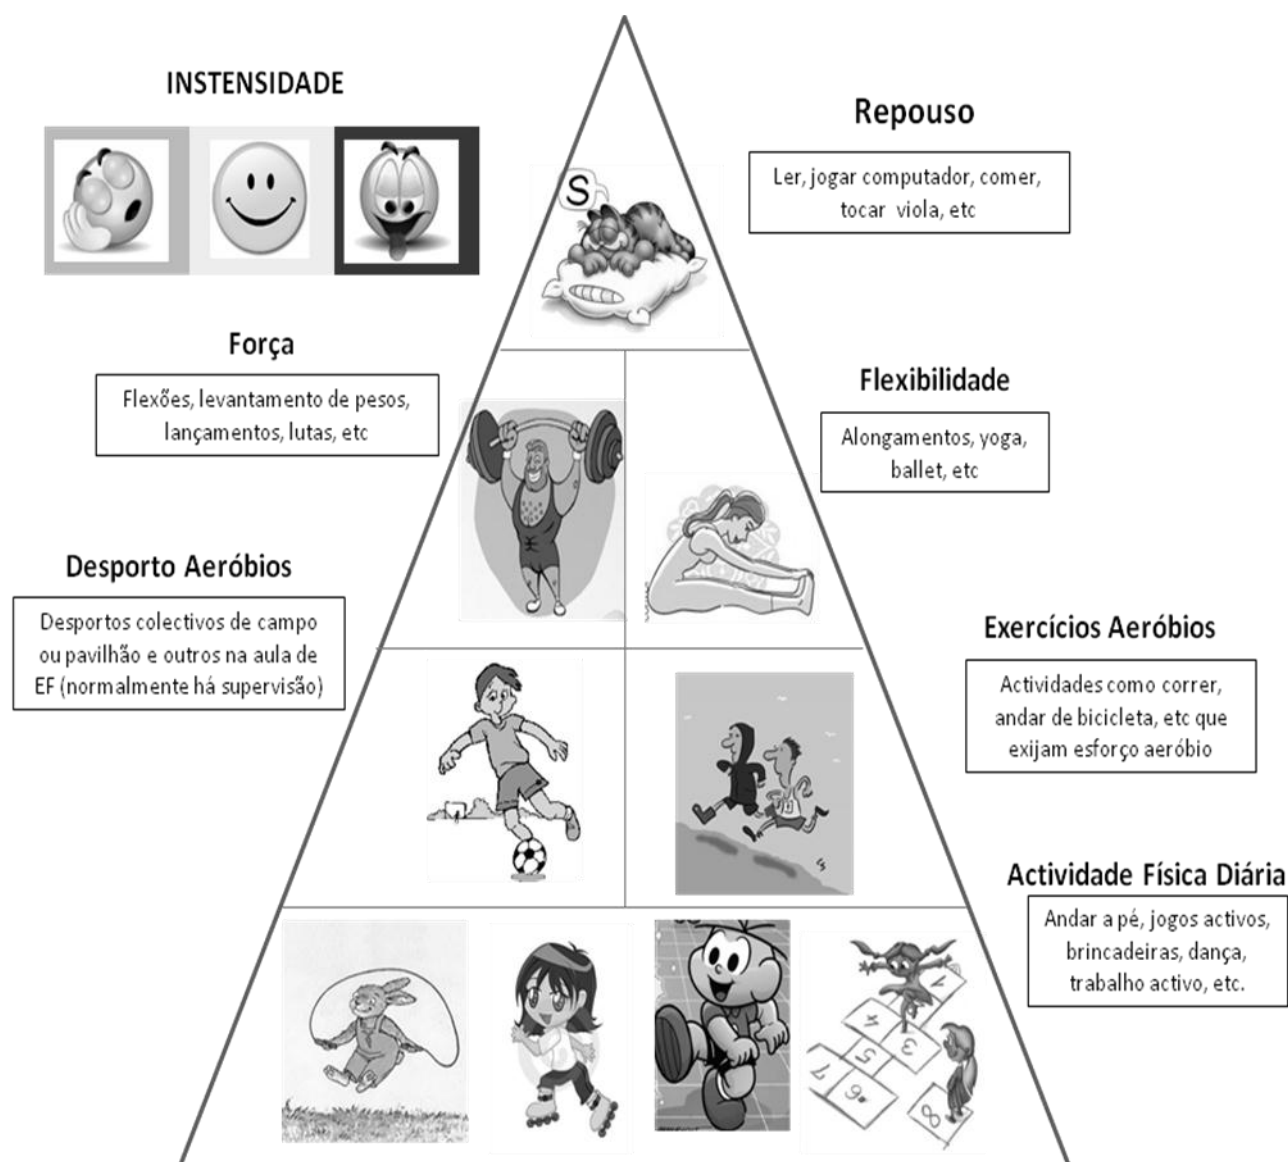 INSTENSIDADE
Repouso
Ler, jogar computador, comer,
tocar viola, etc
S
Força
Flexões, levantamento de pesos,
lançamentos, lutas, etc
Flexibilidade
Alongamentos, yoga,
ballet, etc
Desporto Aeróbios
Desportos colectivos de campo
ou pavilhão e outros na aula de
EF (normalmente há supervisão)
Exercícios Aeróbios
Actividades como correr,
andar de bicicleta, etc que
exijam esforço aeróbio
Actividade Física Diária
Andar a pé, jogos activos,
brincadeiras, dança,
trabalho activo, etc.
1
4
3
5
7
6
8